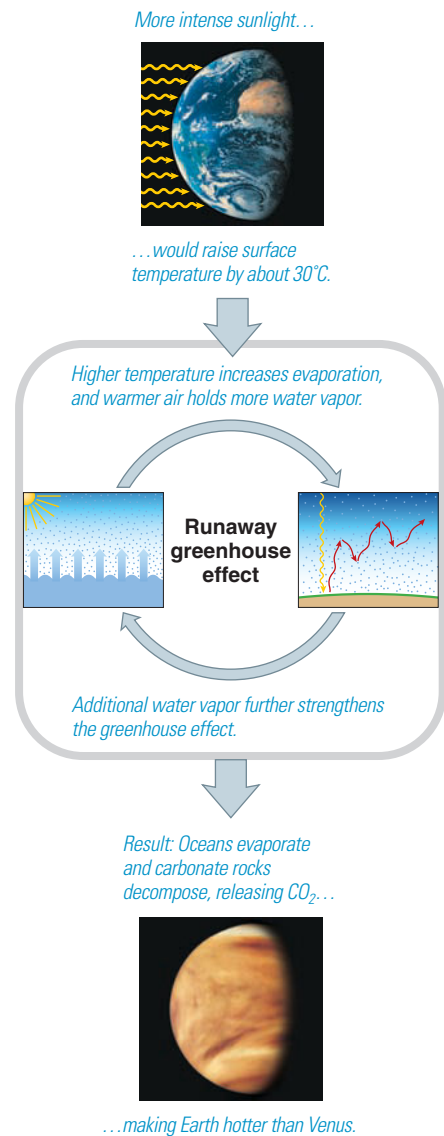 More intense sunlight…
…would raise surface
temperature by about 30°C.
Higher temperature increases evaporation,
and warmer air holds more water vapor.
Runaway
greenhouse
effect
Additional water vapor further strengthens
the greenhouse effect.
Result: Oceans evaporate
and carbonate rocks
decompose, releasing CO₂…
…making Earth hotter than Venus.